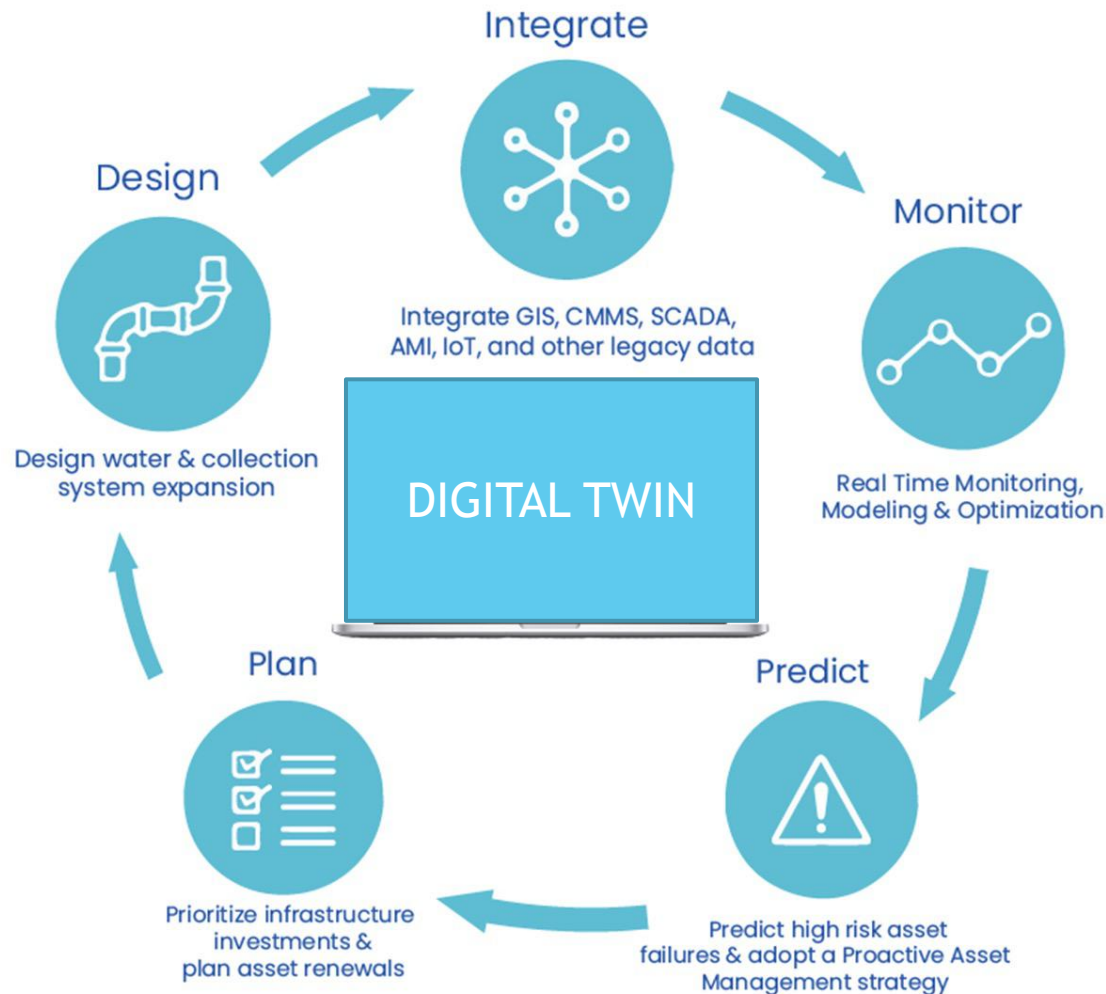 Integrate
Integrate GIS, CMMS, SCADA,
AMI, IoT, and other legacy data
Monitor
Real Time Monitoring,
Modeling & Optimization
Predict
Predict high risk asset
failures & adopt a Proactive Asset
Management strategy
Plan
Prioritize infrastructure
investments &
plan asset renewals
Design
Design water & collection
system expansion
DIGITAL TWIN